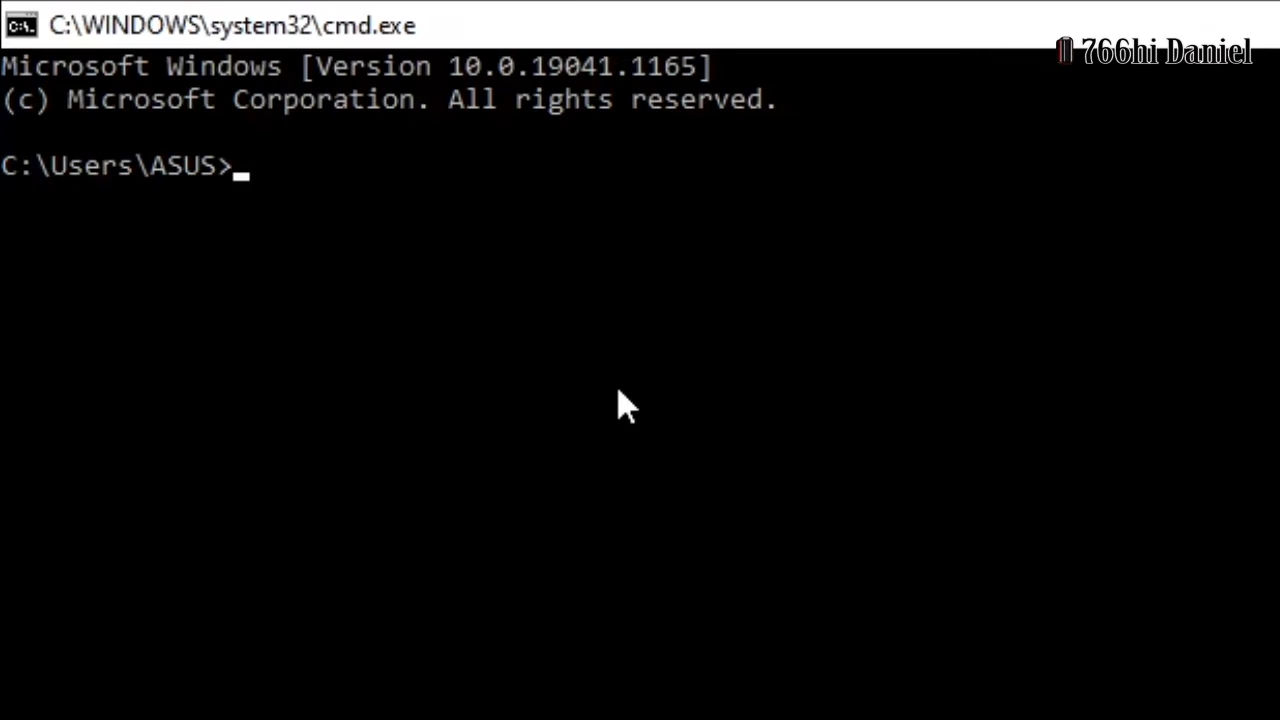 C:\WINDOWS\system32\cmd.exe
766hi Daniel
Microsoft Windows [Version 10.0.19041.1165]
(c) Microsoft Corporation. All rights reserved.
C:\Users\ASUS>